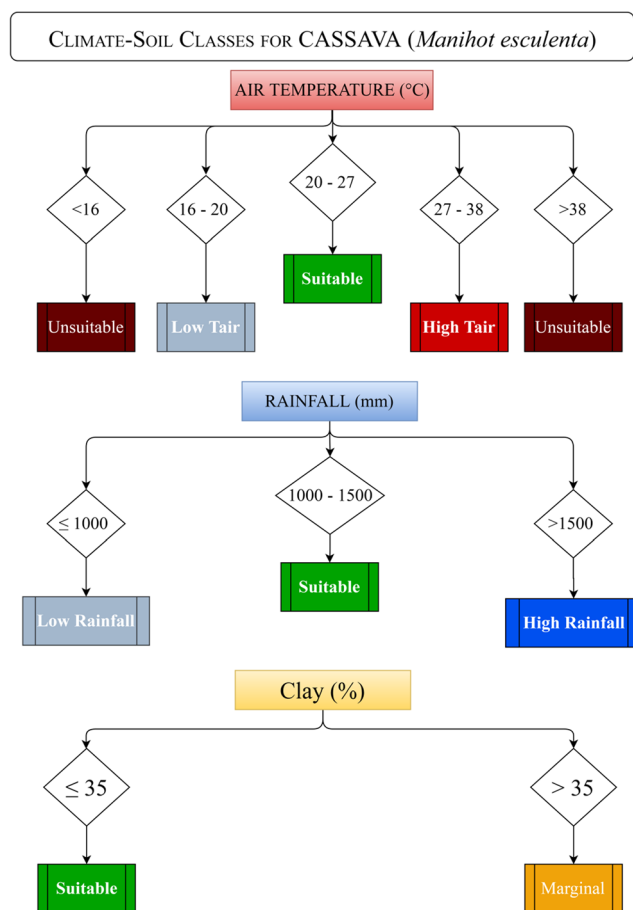 CLIMATE-SOIL CLASSES FOR CASSAVA (Manihot esculenta)
AIR TEMPERATURE (°C)
<16
16 - 20
20 - 27
27 - 38
>38
Unsuitable
Low Tair
Suitable
High Tair
Unsuitable
RAINFALL (mm)
≤ 1000
1000 - 1500
>1500
Low Rainfall
Suitable
High Rainfall
Clay (%)
≤ 35
> 35
Suitable
Marginal